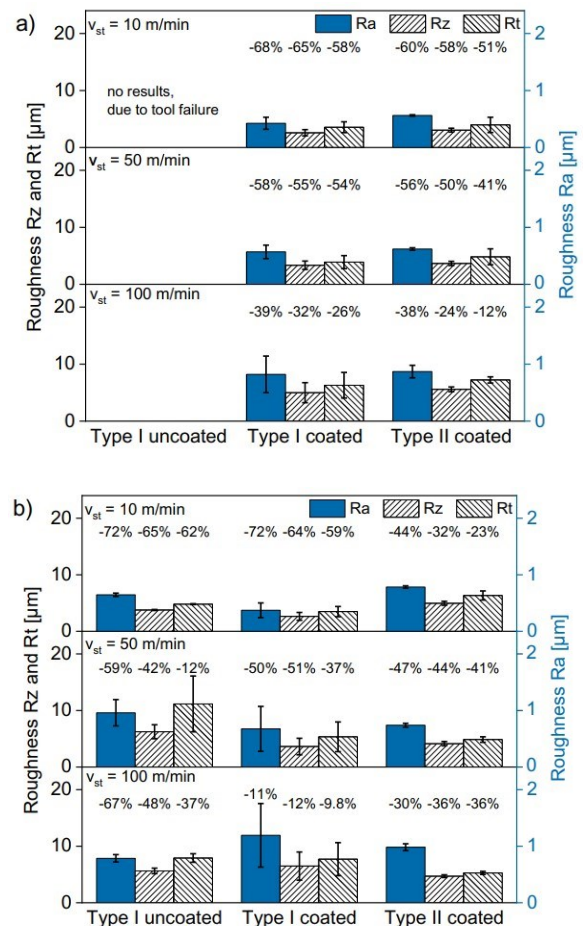 a)
v_st = 10 m/min
Ra Rz Rt
-68% -65% -58% -60% -58% -51%
no results,
due to tool failure
20
10
0
2
1
0
v_st = 50 m/min
-58% -55% -54% -56% -50% -41%
20
10
0
2
1
0
v_st = 100 m/min
-39% -32% -26% -38% -24% -12%
20
10
0
2
1
0
Roughness Rz and Rt [µm]
Roughness Ra [µm]
Type I uncoated Type I coated Type II coated
b)
v_st = 10 m/min
Ra Rz Rt
-72% -65% -62% -72% -64% -59% -44% -32% -23%
20
10
0
2
1
0
v_st = 50 m/min
-59% -42% -12% -50% -51% -37% -47% -44% -41%
20
10
0
2
1
0
v_st = 100 m/min
-67% -48% -37% -11% -12% -9.8% -30% -36% -36%
20
10
0
2
1
0
Roughness Rz and Rt [µm]
Roughness Ra [µm]
Type I uncoated Type I coated Type II coated